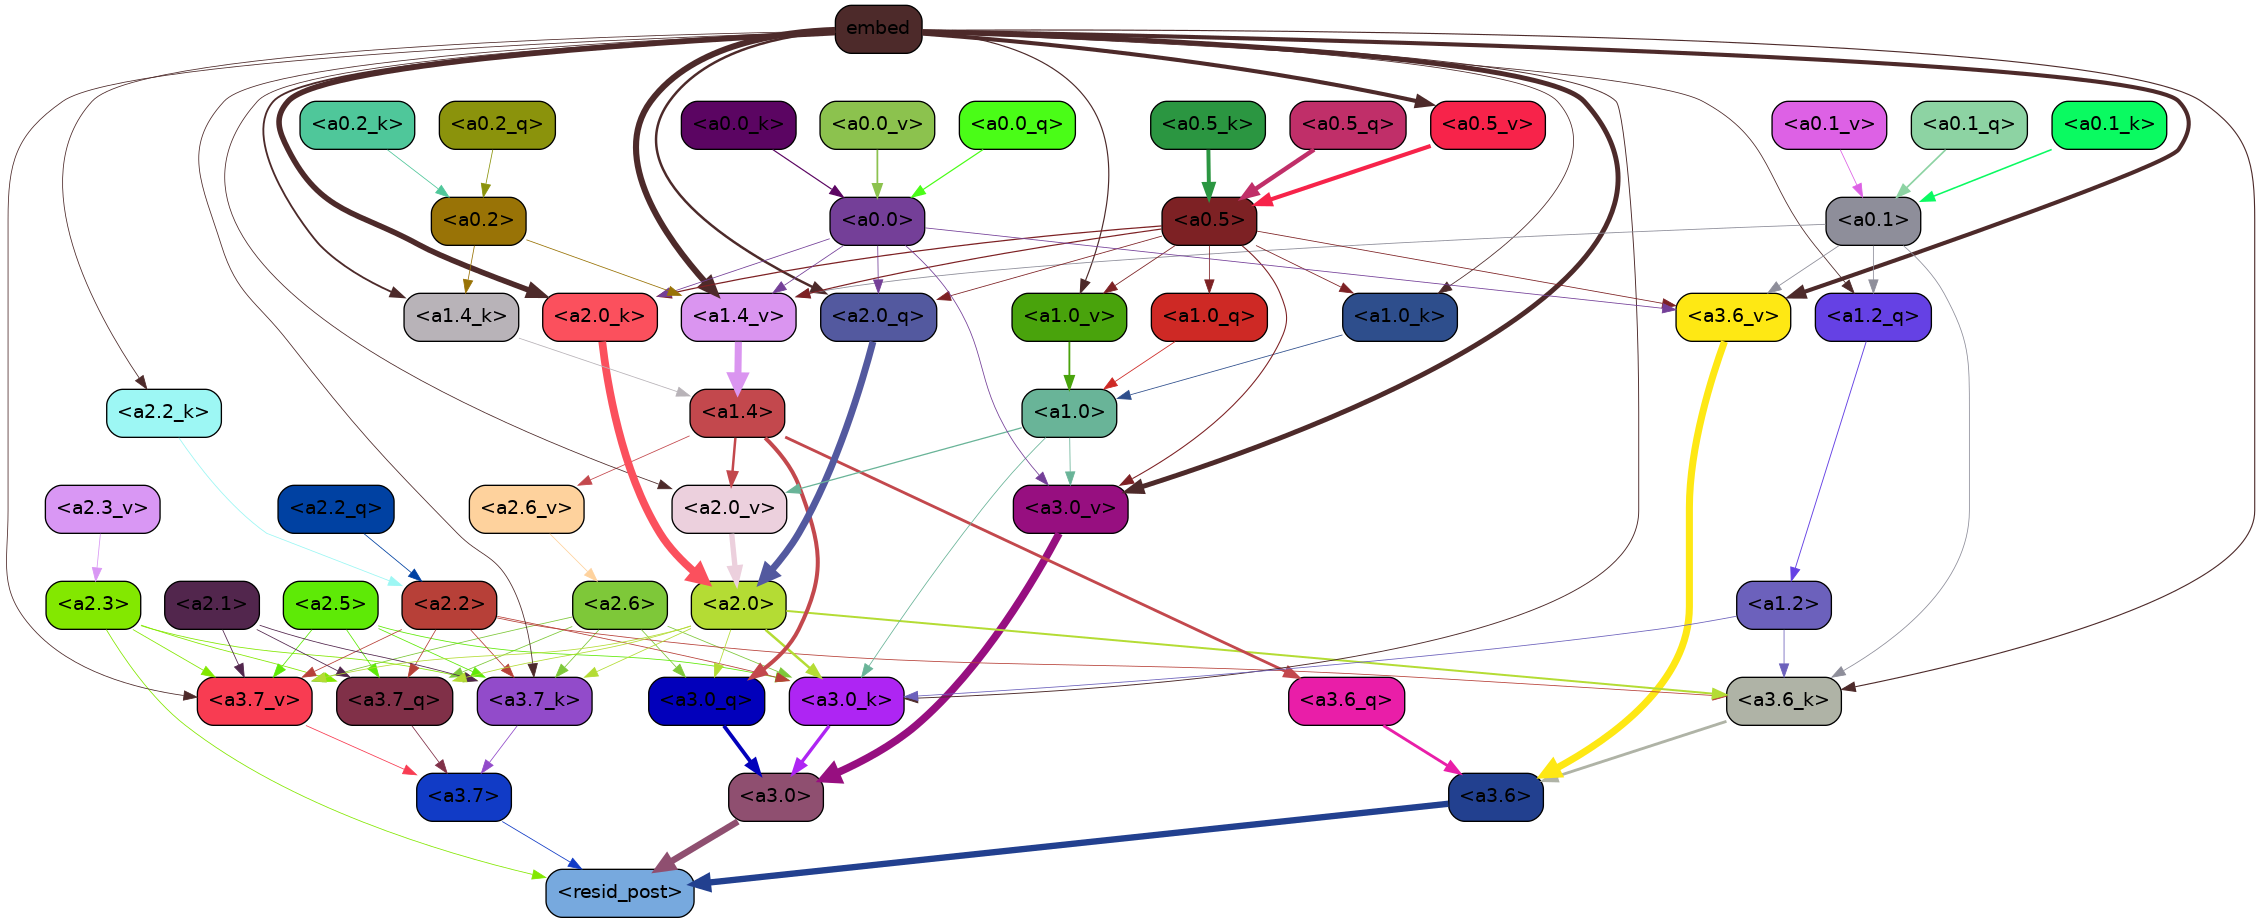 embed
<a0.2_k>
<a0.2_q>
<a0.0_k>
<a0.0_v>
<a0.0_q>
<a0.5_k>
<a0.5_q>
<a0.5_v>
<a0.1_v>
<a0.1_q>
<a0.1_k>
<a0.2>
<a0.0>
<a0.5>
<a0.1>
<a1.4_k>
<a2.0_k>
<a1.4_v>
<a2.0_q>
<a1.0_v>
<a1.0_q>
<a1.0_k>
<a3.6_v>
<a1.2_q>
<a2.2_k>
<a1.4>
<a1.0>
<a2.3_v>
<a2.2_q>
<a2.6_v>
<a2.0_v>
<a3.0_v>
<a2.3>
<a2.1>
<a2.5>
<a2.2>
<a2.6>
<a2.0>
<a1.2>
<a3.7_v>
<a3.7_q>
<a3.7_k>
<a3.0_q>
<a3.0_k>
<a3.6_q>
<a3.6_k>
<a3.7>
<a3.0>
<a3.6>
<resid_post>